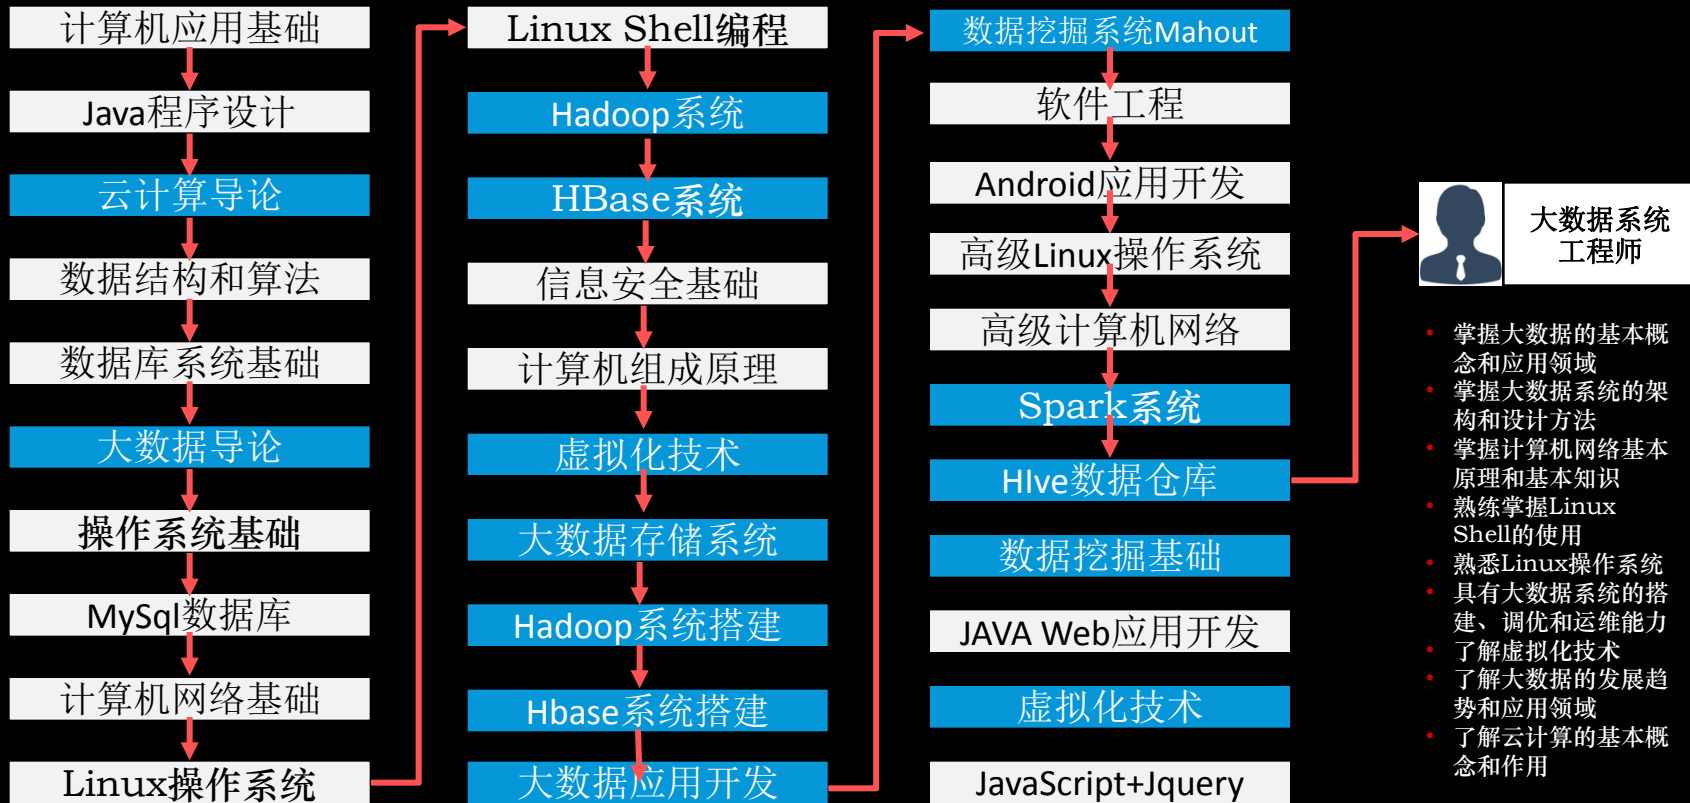 计算机应用基础
Java程序设计
云计算导论
数据结构和算法
数据库系统基础
大数据导论
操作系统基础
MySql数据库
计算机网络基础
Linux操作系统
Linux Shell编程
Hadoop系统
HBase系统
信息安全基础
计算机组成原理
虚拟化技术
大数据存储系统
Hadoop系统搭建
Hbase系统搭建
大数据应用开发
数据挖掘系统Mahout
软件工程
Android应用开发
高级Linux操作系统
高级计算机网络
Spark系统
HIve数据仓库
数据挖掘基础
JAVA Web应用开发
虚拟化技术
JavaScript+Jquery
大数据系统
工程师
• 掌握大数据的基本概
念和应用领域
• 掌握大数据系统的架
构和设计方法
• 掌握计算机网络基本
原理和基本知识
• 熟练掌握Linux
Shell的使用
• 熟悉Linux操作系统
• 具有大数据系统的搭
建、调优和运维能力
• 了解虚拟化技术
• 了解大数据的发展趋
势和应用领域
• 了解云计算的基本概
念和作用